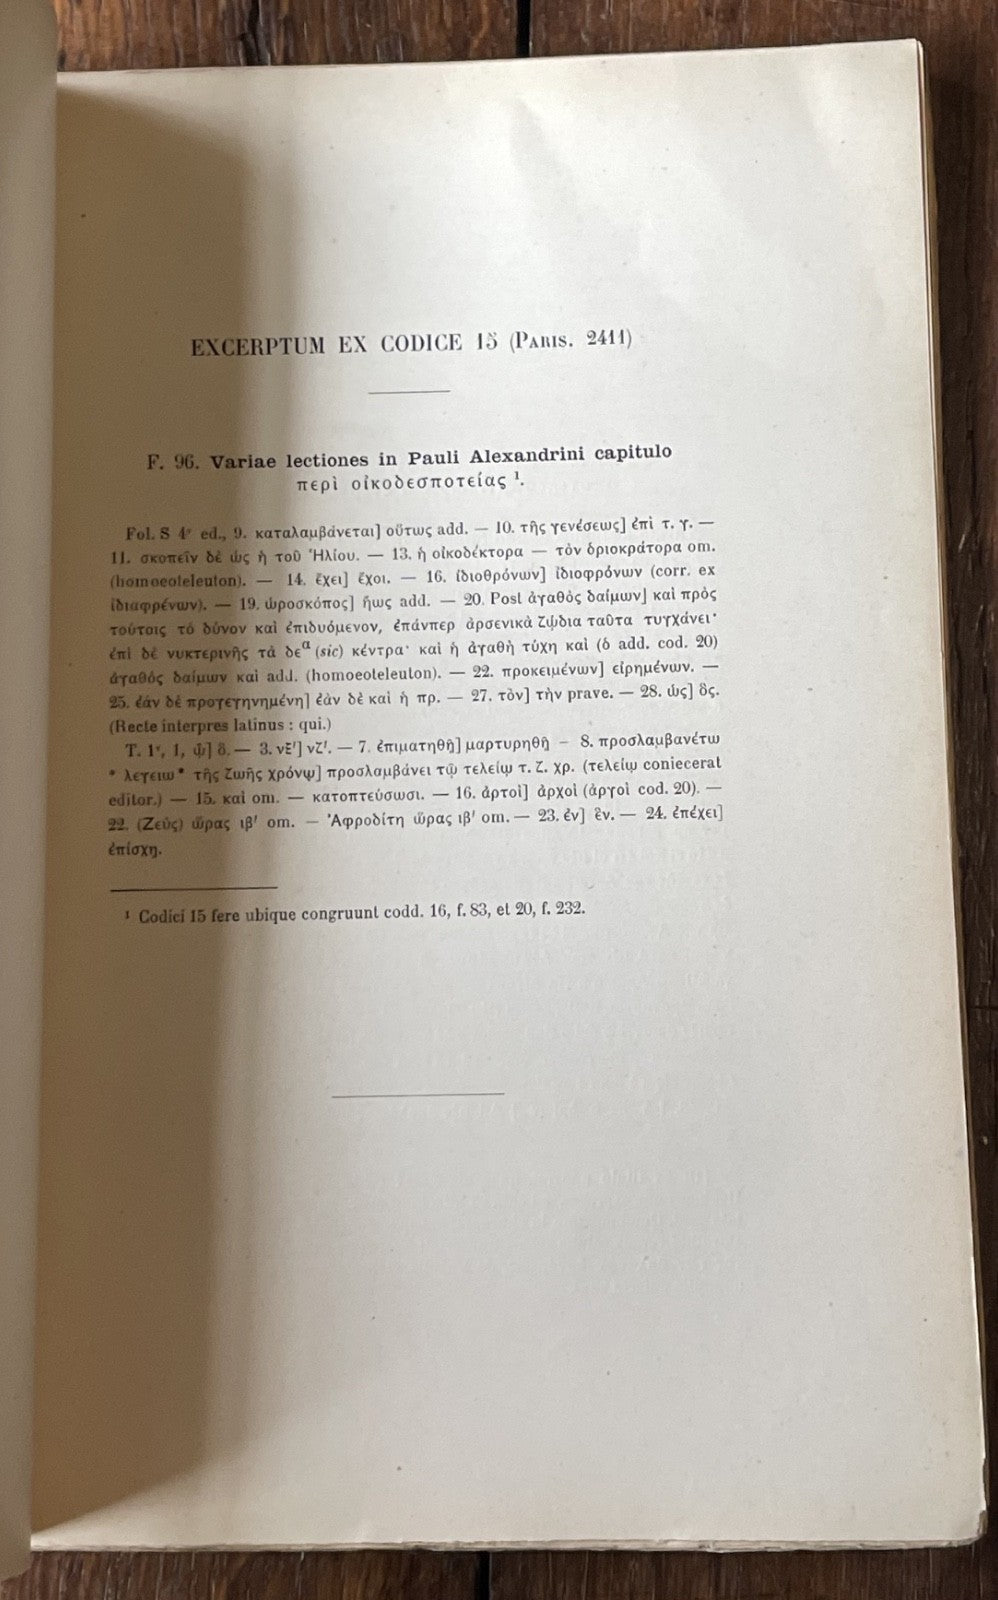 EXCERPTUM EX CODICE 15 (Paris. 2411)
F. 96. Variae lectiones in Pauli Alexandrini capitulo
περὶ οἰκοδεσποτείας ¹.
Fol. S 4ʳ ed., 9. καταλαμβάνεται] οὕτως add. — 10. τῆς γενέσεως] ἐπὶ τ. γ. —
11. σκοπεῖν δὲ ὡς ἡ τοῦ Ἡλίου. — 13. ἡ οἰκοδέκτορα — τὸν ὁριοκράτορα om.
(homoeoteleuton). — 14. ἔχει] ἔχοι. — 16. ἰδιοθρόνων] ἰδιοφρόνων (corr. ex
ἰδιαφρένων). — 19. ὡροσκόπος] ἥως add. — 20. Post ἀγαθὸς δαίμων] καὶ πρὸς
τούτοις τὸ δύνον καὶ ἐπιδυόμενον, ἐπάνπερ ἀρσενικὰ ζῴδια ταῦτα τυγχάνει·
ἐπὶ δὲ νυκτερινῆς τὰ δεᵅ (sic) κέντρα· καὶ ἡ ἀγαθὴ τύχη καὶ (ὁ add. cod. 20)
ἀγαθὸς δαίμων καὶ add. (homoeoteleuton). — 22. προκειμένων] εἰρημένων. —
25. ἐὰν δὲ προγεγηνημένη] ἐὰν δὲ καὶ ἡ πρ. — 27. τὸν] τὴν prave. — 28. ὡς] ὃς.
(Recte interpres latinus : qui.)
T. 1ʳ, 1, ᾧ] δ. — 3. νξ′] νζ′. — 7. ἐπιματηθῇ] μαρτυρηθῇ – 8. προσλαμβανέτω
* λεγειω* τῆς ζωῆς χρόνῳ] προσλαμβάνει τῷ τελείῳ τ. ζ. χρ. (τελείῳ coniecerat
editor.) — 15. καὶ om. — κατοπτεύσωσι. — 16. ἀρτοὶ] ἀρχοὶ (ἀργοὶ cod. 20). —
22. (Ζεὺς) ὥρας ιβ′ om. — Ἀφροδίτη ὥρας ιβ′ om. — 23. ἐν] ἓν. — 24. ἐπέχει]
ἐπίσχῃ.
¹ Codici 15 fere ubique congruunt codd. 16, f. 83, et 20, f. 232.